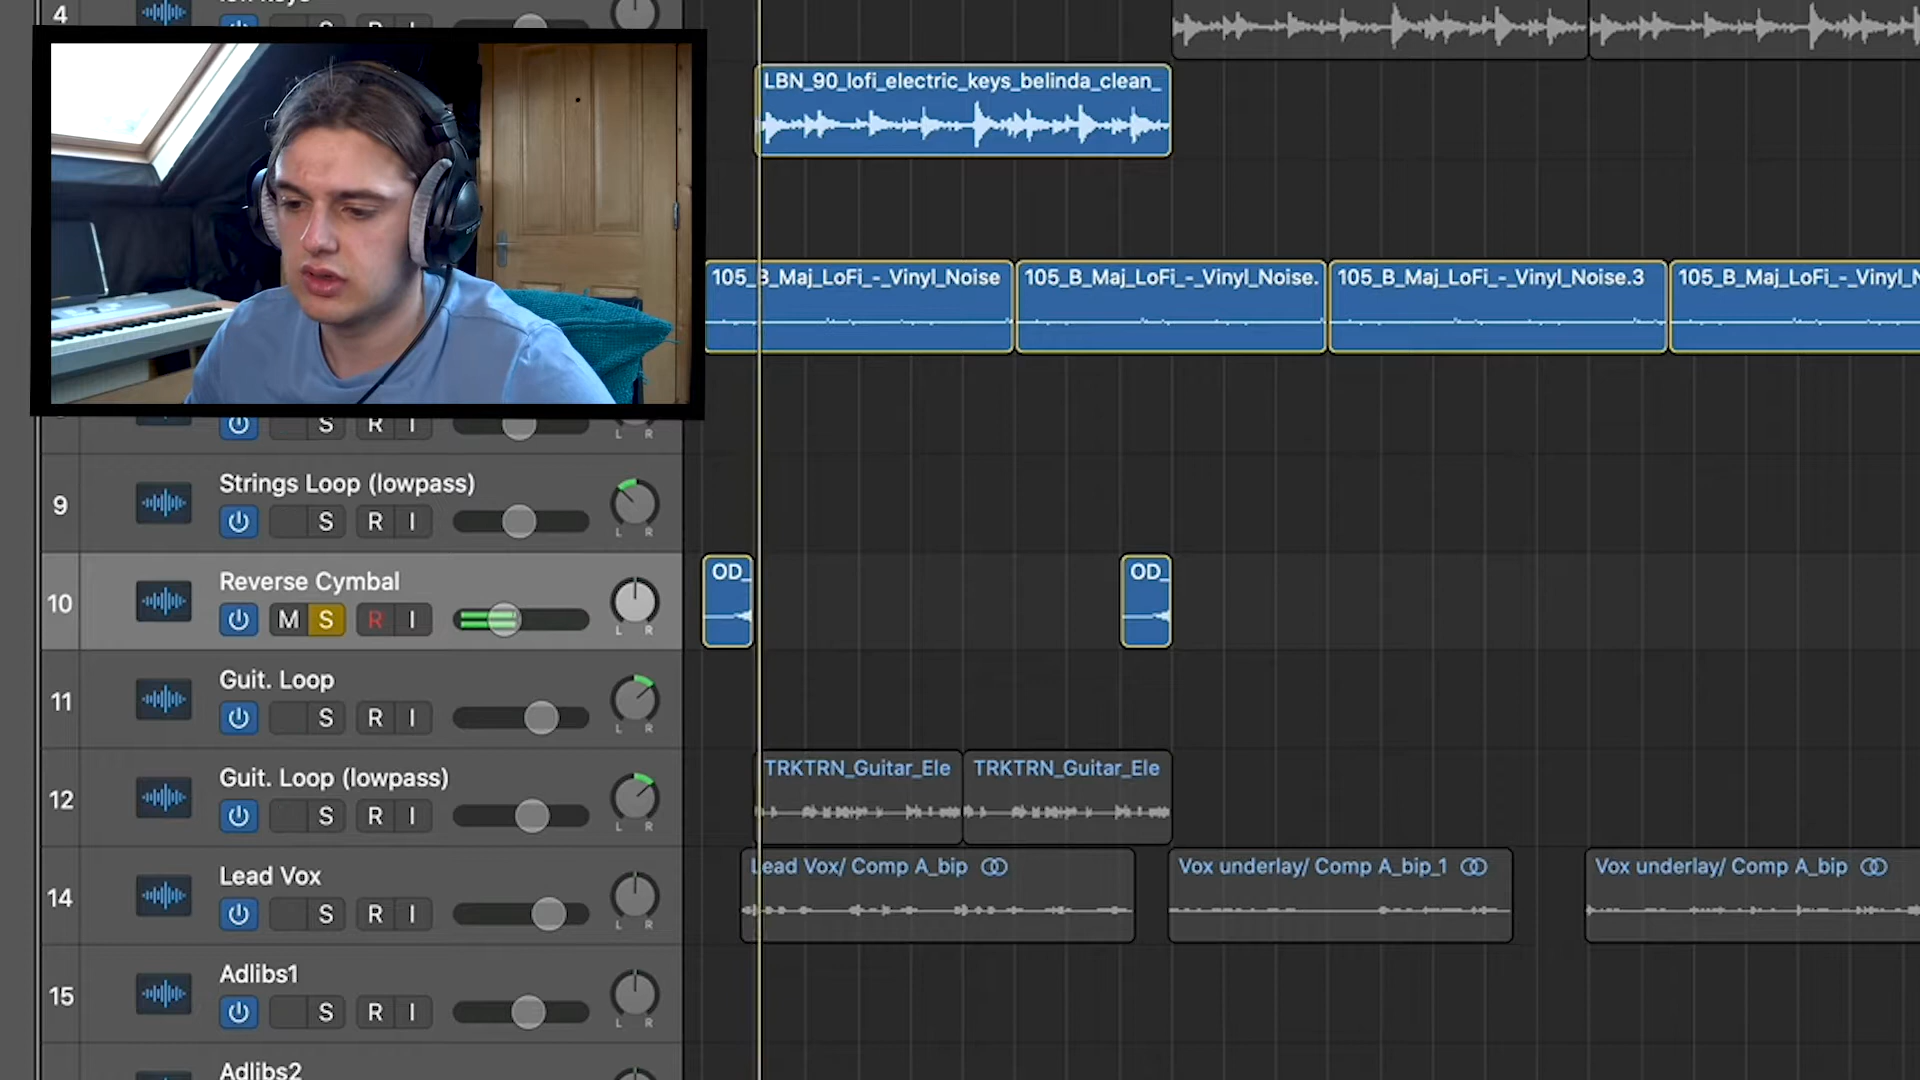 4
LBN_90_lofi_electric_keys_belinda_clean_
105_B_Maj_LoFi_-_Vinyl_Noise
105_B_Maj_LoFi_-_Vinyl_Noise.
105_B_Maj_LoFi_-_Vinyl_Noise.3
105_B_Maj_LoFi_-_Vinyl_N
S R I
L R
9
Strings Loop (lowpass)
S R I
L R
10
Reverse Cymbal
M S R I
L R
OD_
OD_
11
Guit. Loop
S R I
L R
12
Guit. Loop (lowpass)
S R I
L R
TRKTRN_Guitar_Ele
TRKTRN_Guitar_Ele
14
Lead Vox
S R I
L R
Lead Vox/ Comp A_bip
Vox underlay/ Comp A_bip_1
Vox underlay/ Comp A_bip
15
Adlibs1
S R I
L R
Adlibs2